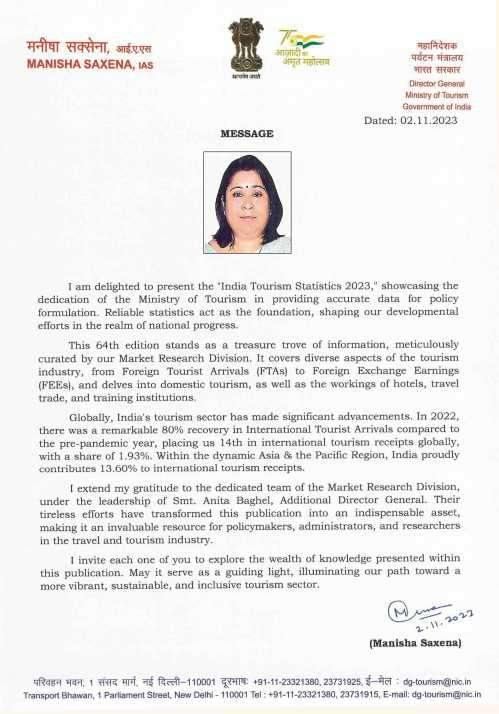 मनीषा सक्सेना, आई.ए.एस
MANISHA SAXENA, IAS
सत्यमेव जयते
आज़ादी का
अमृत महोत्सव
महानिदेशक
पर्यटन मंत्रालय
भारत सरकार
Director General
Ministry of Tourism
Government of India
Dated: 02.11.2023
MESSAGE
I am delighted to present the "India Tourism Statistics 2023," showcasing the
dedication of the Ministry of Tourism in providing accurate data for policy
formulation. Reliable statistics act as the foundation, shaping our developmental
efforts in the realm of national progress.
This 64th edition stands as a treasure trove of information, meticulously
curated by our Market Research Division. It covers diverse aspects of the tourism
industry, from Foreign Tourist Arrivals (FTAs) to Foreign Exchange Earnings
(FEEs), and delves into domestic tourism, as well as the workings of hotels, travel
trade, and training institutions.
Globally, India's tourism sector has made significant advancements. In 2022,
there was a remarkable 80% recovery in International Tourist Arrivals compared to
the pre-pandemic year, placing us 14th in international tourism receipts globally,
with a share of 1.93%. Within the dynamic Asia & the Pacific Region, India proudly
contributes 13.60% to international tourism receipts.
I extend my gratitude to the dedicated team of the Market Research Division,
under the leadership of Smt. Anita Baghel, Additional Director General. Their
tireless efforts have transformed this publication into an indispensable asset,
making it an invaluable resource for policymakers, administrators, and researchers
in the travel and tourism industry.
I invite each one of you to explore the wealth of knowledge presented within
this publication. May it serve as a guiding light, illuminating our path toward a
more vibrant, sustainable, and inclusive tourism sector.
2.11.2023
(Manisha Saxena)
परिवहन भवन, 1 संसद मार्ग, नई दिल्ली-110001 दूरभाष: +91-11-23321380, 23731925, ई-मेल : dg-tourism@nic.in
Transport Bhawan, 1 Parliament Street, New Delhi - 110001 Tel : +91-11-23321380, 23731915, E-mail: dg-tourism@nic.in